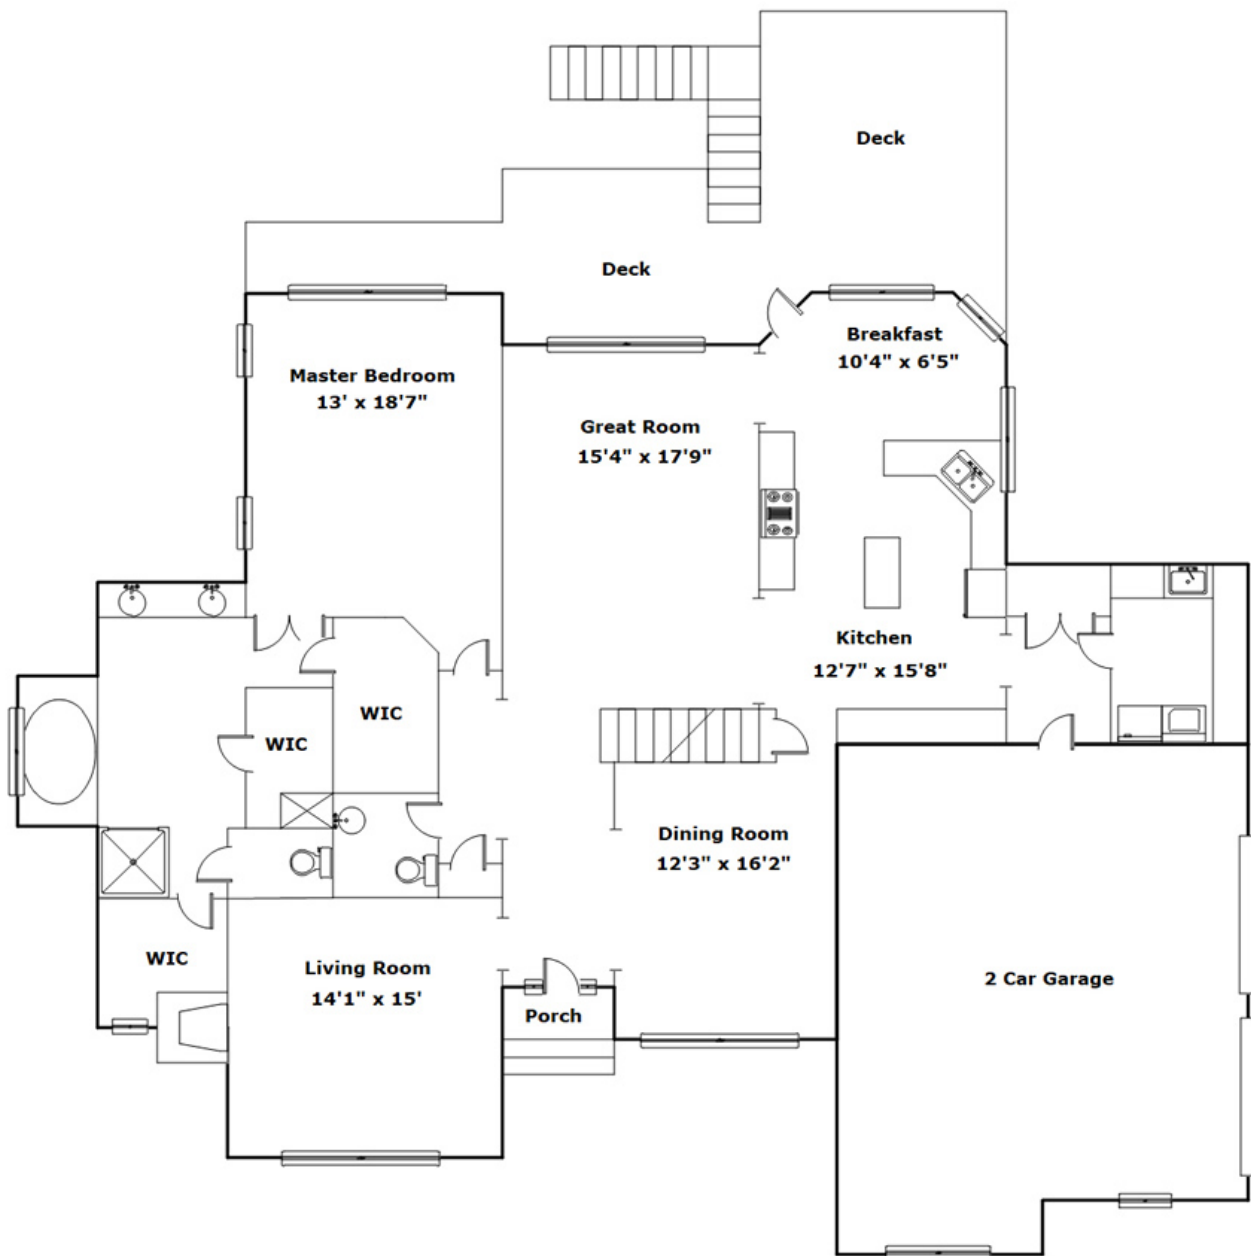 Deck
Deck
Breakfast
10'4" x 6'5"
Master Bedroom
13' x 18'7"
Great Room
15'4" x 17'9"
Kitchen
12'7" x 15'8"
WIC
WIC
Dining Room
12'3" x 16'2"
WIC
Living Room
14'1" x 15'
2 Car Garage
Porch